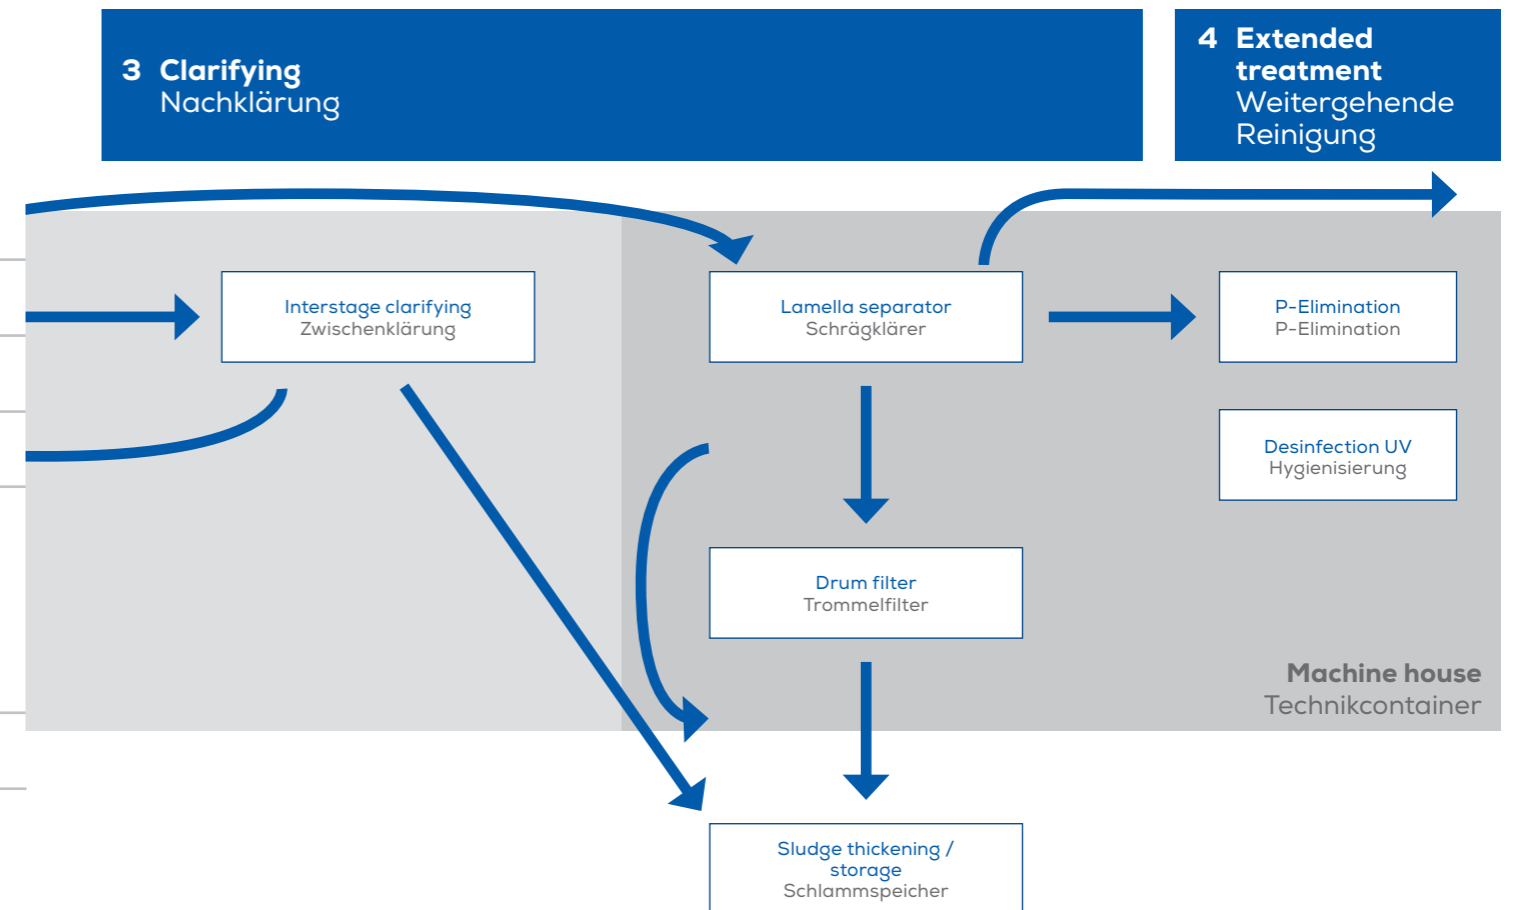 3 Clarifying
Nachklärung
4 Extended
treatment
Weitergehende
Reinigung
Interstage clarifying
Zwischenklärung
Lamella separator
Schrägklärer
P-Elimination
P-Elimination
Desinfection UV
Hygienisierung
Drum filter
Trommelfilter
Machine house
Technikcontainer
Sludge thickening /
storage
Schlammspeicher